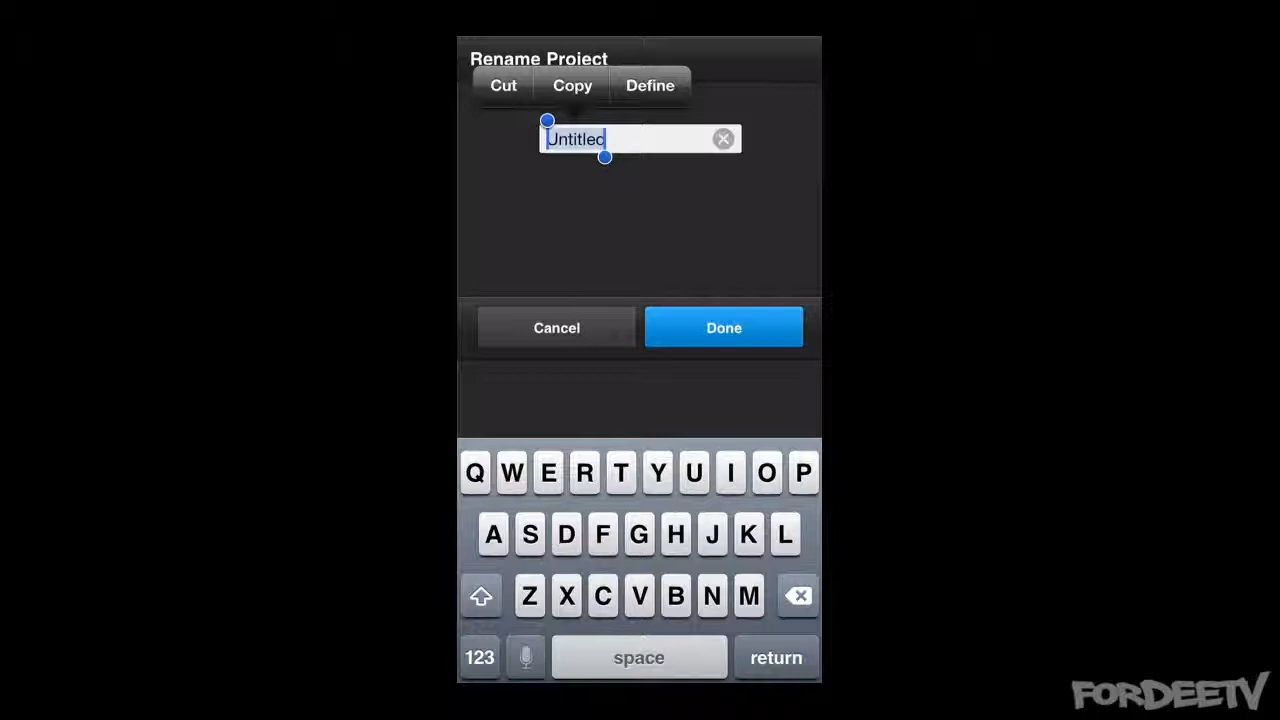 Rename Project
Cut Copy Define
Untitled
Cancel Done
Q W E R T Y U I O P
A S D F G H J K L
Z X C V B N M
123 space return
FORDEETV